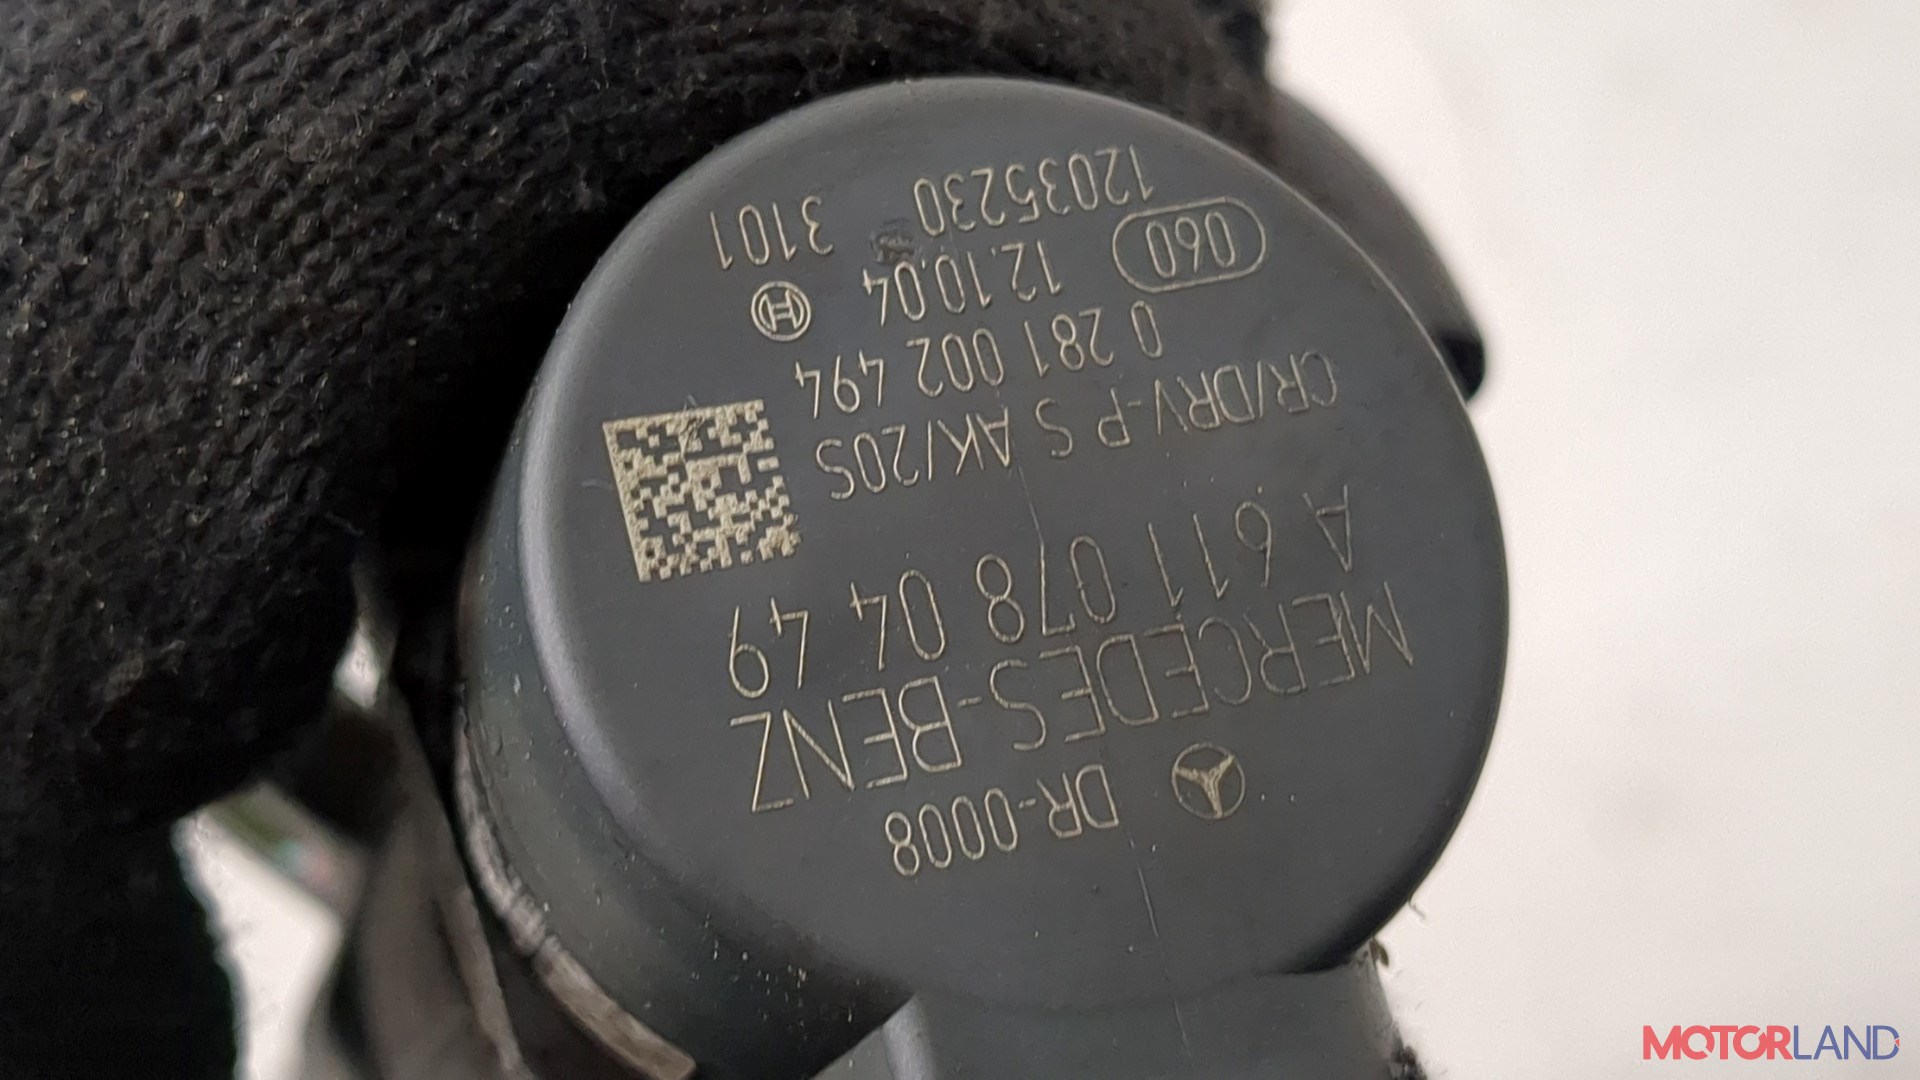 DR-0008
MERCEDES-BENZ
A 611 078 04 49
CR/DRV-P S AK/20S
0 281 002 494
060 12.10.04
12035230 3101
MOTORLAND